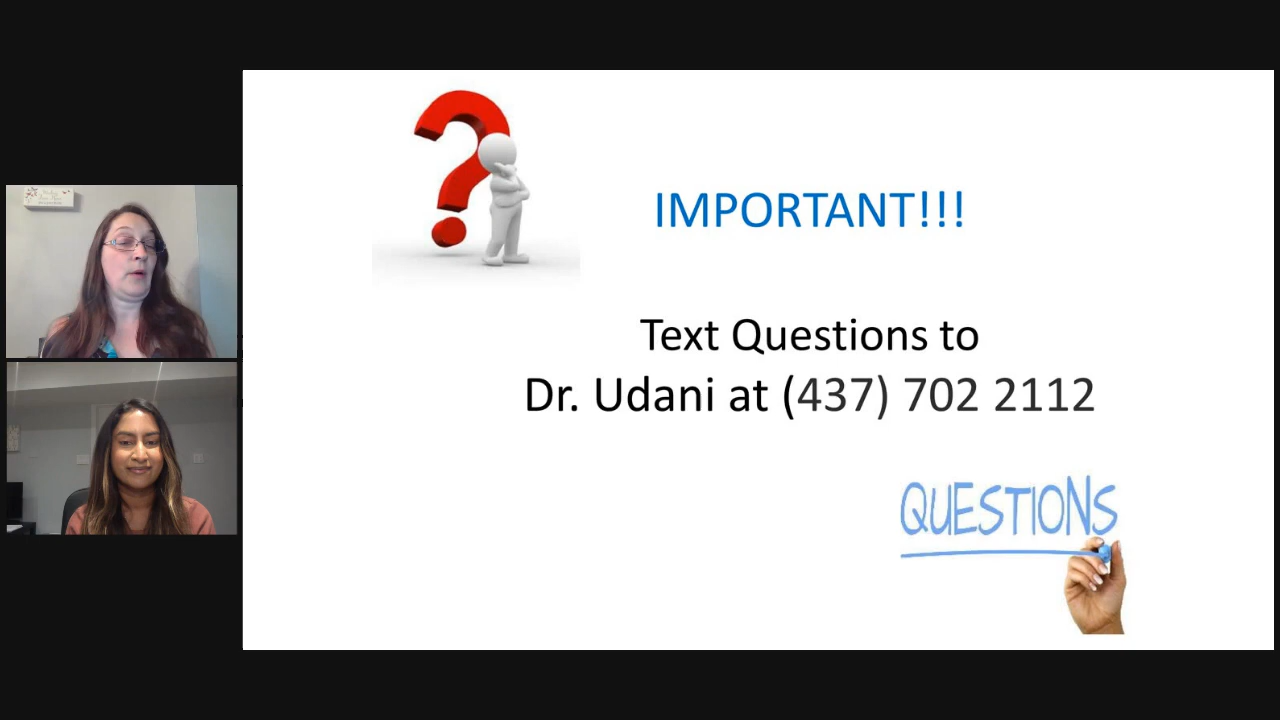 IMPORTANT!!!
Text Questions to
Dr. Udani at (437) 702 2112
QUESTIONS